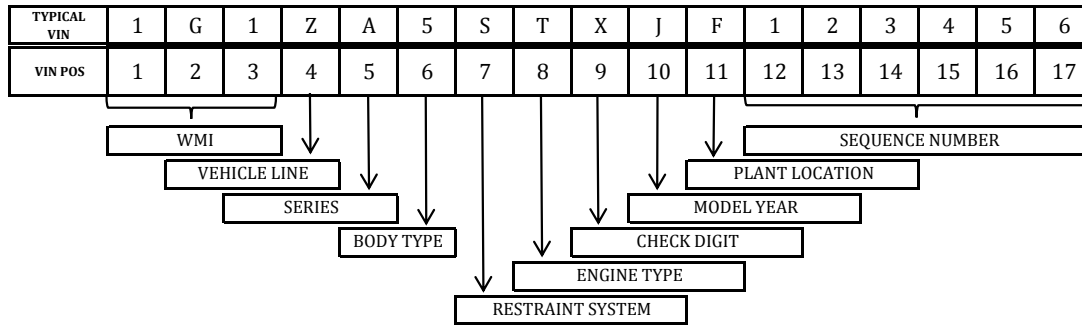 TYPICAL VIN 1 G 1 Z A 5 S T X J F 1 2 3 4 5 6
VIN POS 1 2 3 4 5 6 7 8 9 10 11 12 13 14 15 16 17
WMI SEQUENCE NUMBER
VEHICLE LINE PLANT LOCATION
SERIES MODEL YEAR
BODY TYPE CHECK DIGIT
ENGINE TYPE
RESTRAINT SYSTEM